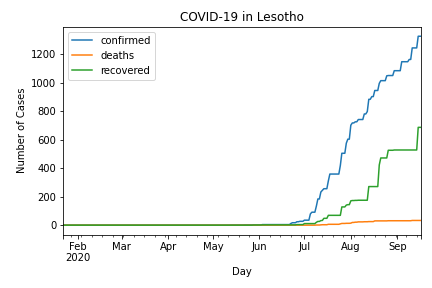 COVID-19 in Lesotho
confirmed
deaths
recovered
Number of Cases
1200
1000
800
600
400
200
0
Feb
2020
Mar
Apr
May
Jun
Jul
Aug
Sep
Day